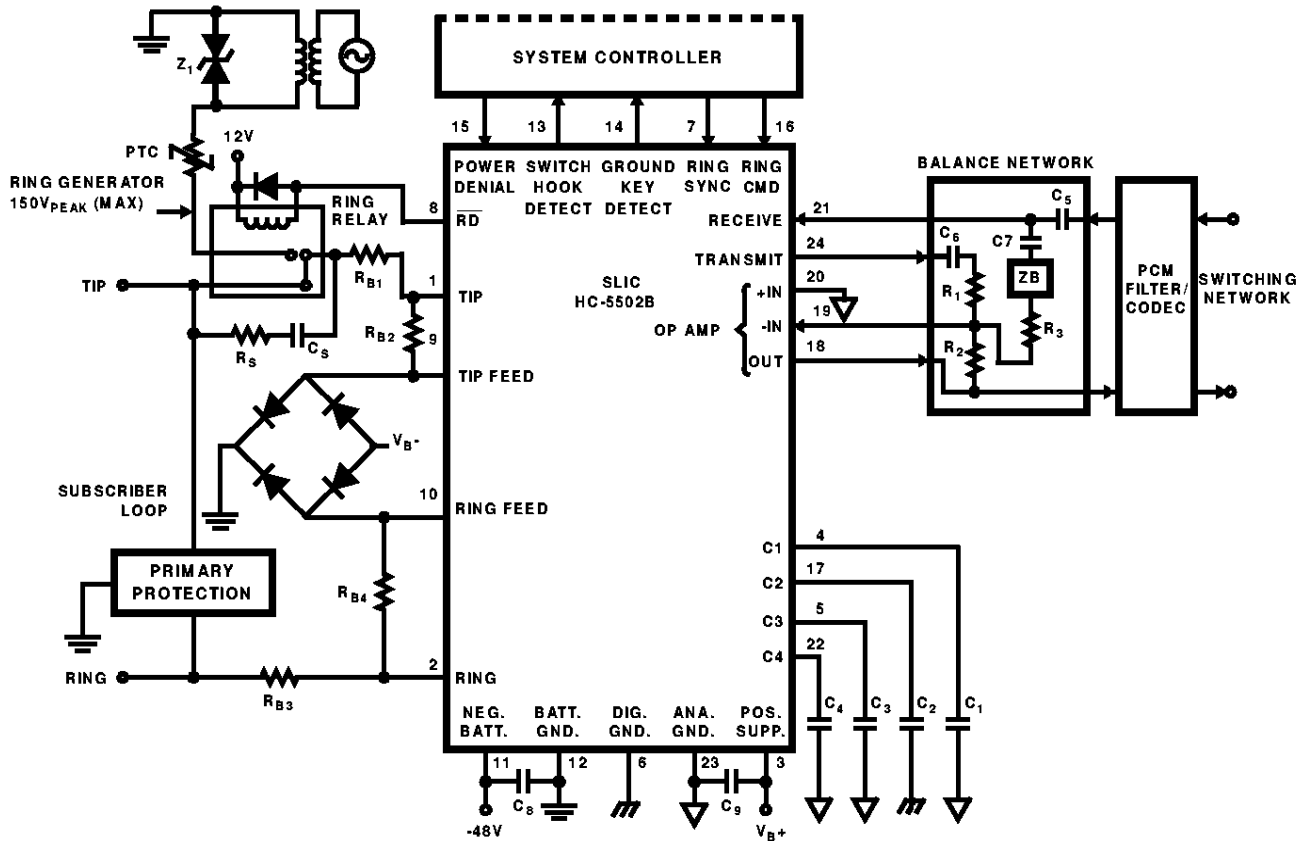 SYSTEM CONTROLLER
Z1
PTC
12V
RING GENERATOR
150VPEAK (MAX)
RING
RELAY
15
13
14
7
16
POWER
DENIAL
SWITCH
HOOK
DETECT
GROUND
KEY
DETECT
RING
SYNC
RING
CMD
8
RD
BALANCE NETWORK
RECEIVE
21
C5
C7
C6
TRANSMIT
24
ZB
R1
R3
R2
SLIC
HC-5502B
+IN
20
-IN
19
OP AMP
OUT
18
PCM
FILTER/
CODEC
SWITCHING
NETWORK
TIP
RB1
1
TIP
RB2
9
RS
CS
TIP FEED
VB-
10
RING FEED
SUBSCRIBER
LOOP
PRIMARY
PROTECTION
RB4
RING
RB3
2
RING
C1
4
C2
17
C3
5
C4
22
C4
C3
C2
C1
NEG.
BATT.
BATT.
GND.
DIG.
GND.
ANA.
GND.
POS.
SUPP.
11
12
6
23
3
C8
C9
-48V
VB+